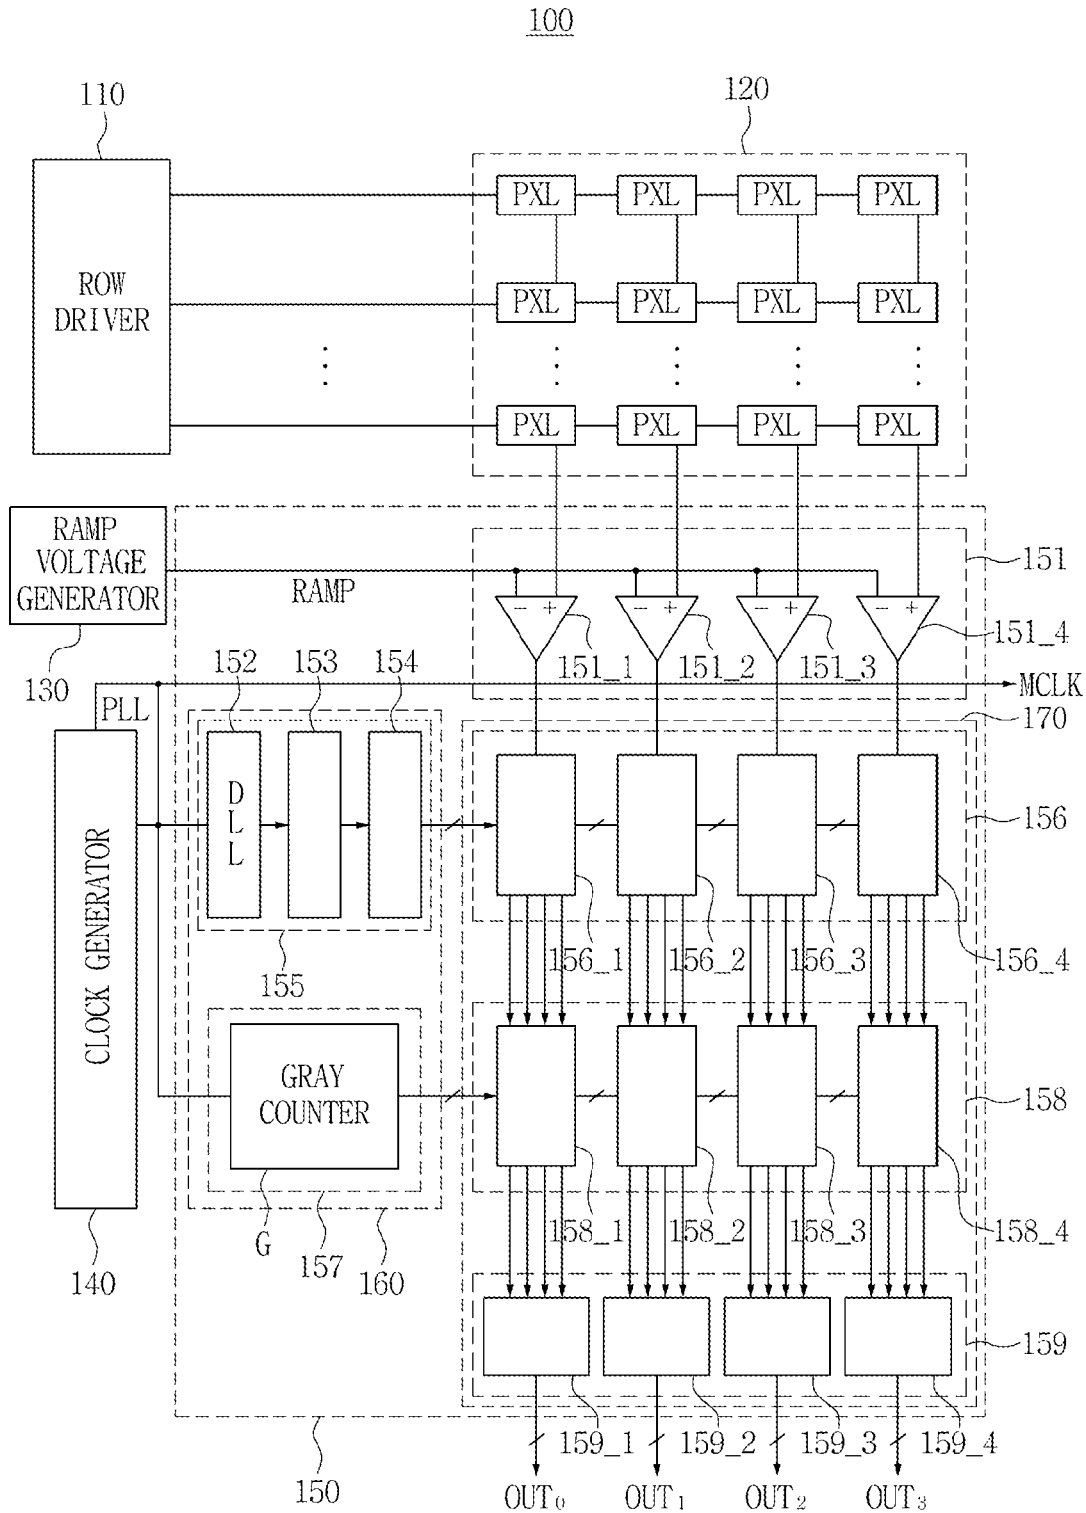 100
110
120
PXL PXL PXL PXL
ROW
DRIVER
PXL PXL PXL PXL
PXL PXL PXL PXL
RAMP
VOLTAGE
GENERATOR
RAMP
151
− + − + − + − +
151_1 151_2 151_3 151_4
130
152 153 154
MCLK
PLL
170
DLL
156
CLOCK GENERATOR
156_1 156_2 156_3 156_4
155
GRAY
COUNTER
158
158_1 158_2 158_3 158_4
G 157 160
140
159
159_1 159_2 159_3 159_4
150
OUT₀ OUT₁ OUT₂ OUT₃